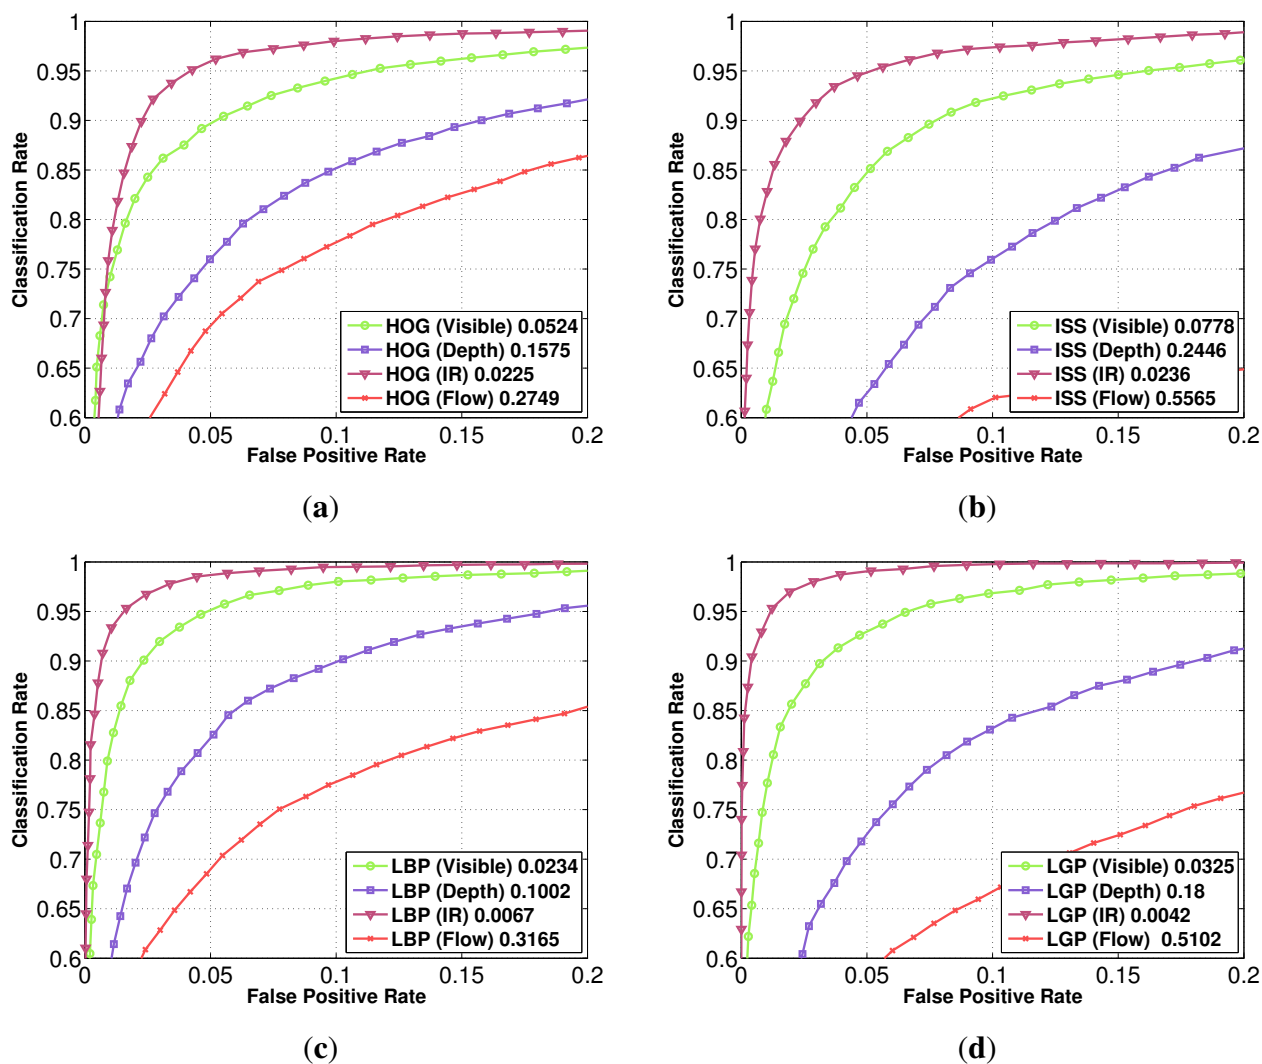 1
0.95
0.9
0.85
0.8
0.75
0.7
0.65
0.6
Classification Rate
HOG (Visible) 0.0524
HOG (Depth) 0.1575
HOG (IR) 0.0225
HOG (Flow) 0.2749
0 0.05 0.1 0.15 0.2
False Positive Rate
(a)
1
0.95
0.9
0.85
0.8
0.75
0.7
0.65
0.6
Classification Rate
ISS (Visible) 0.0778
ISS (Depth) 0.2446
ISS (IR) 0.0236
ISS (Flow) 0.5565
0 0.05 0.1 0.15 0.2
False Positive Rate
(b)
1
0.95
0.9
0.85
0.8
0.75
0.7
0.65
0.6
Classification Rate
LBP (Visible) 0.0234
LBP (Depth) 0.1002
LBP (IR) 0.0067
LBP (Flow) 0.3165
0 0.05 0.1 0.15 0.2
False Positive Rate
(c)
1
0.95
0.9
0.85
0.8
0.75
0.7
0.65
0.6
Classification Rate
LGP (Visible) 0.0325
LGP (Depth) 0.18
LGP (IR) 0.0042
LGP (Flow) 0.5102
0 0.05 0.1 0.15 0.2
False Positive Rate
(d)